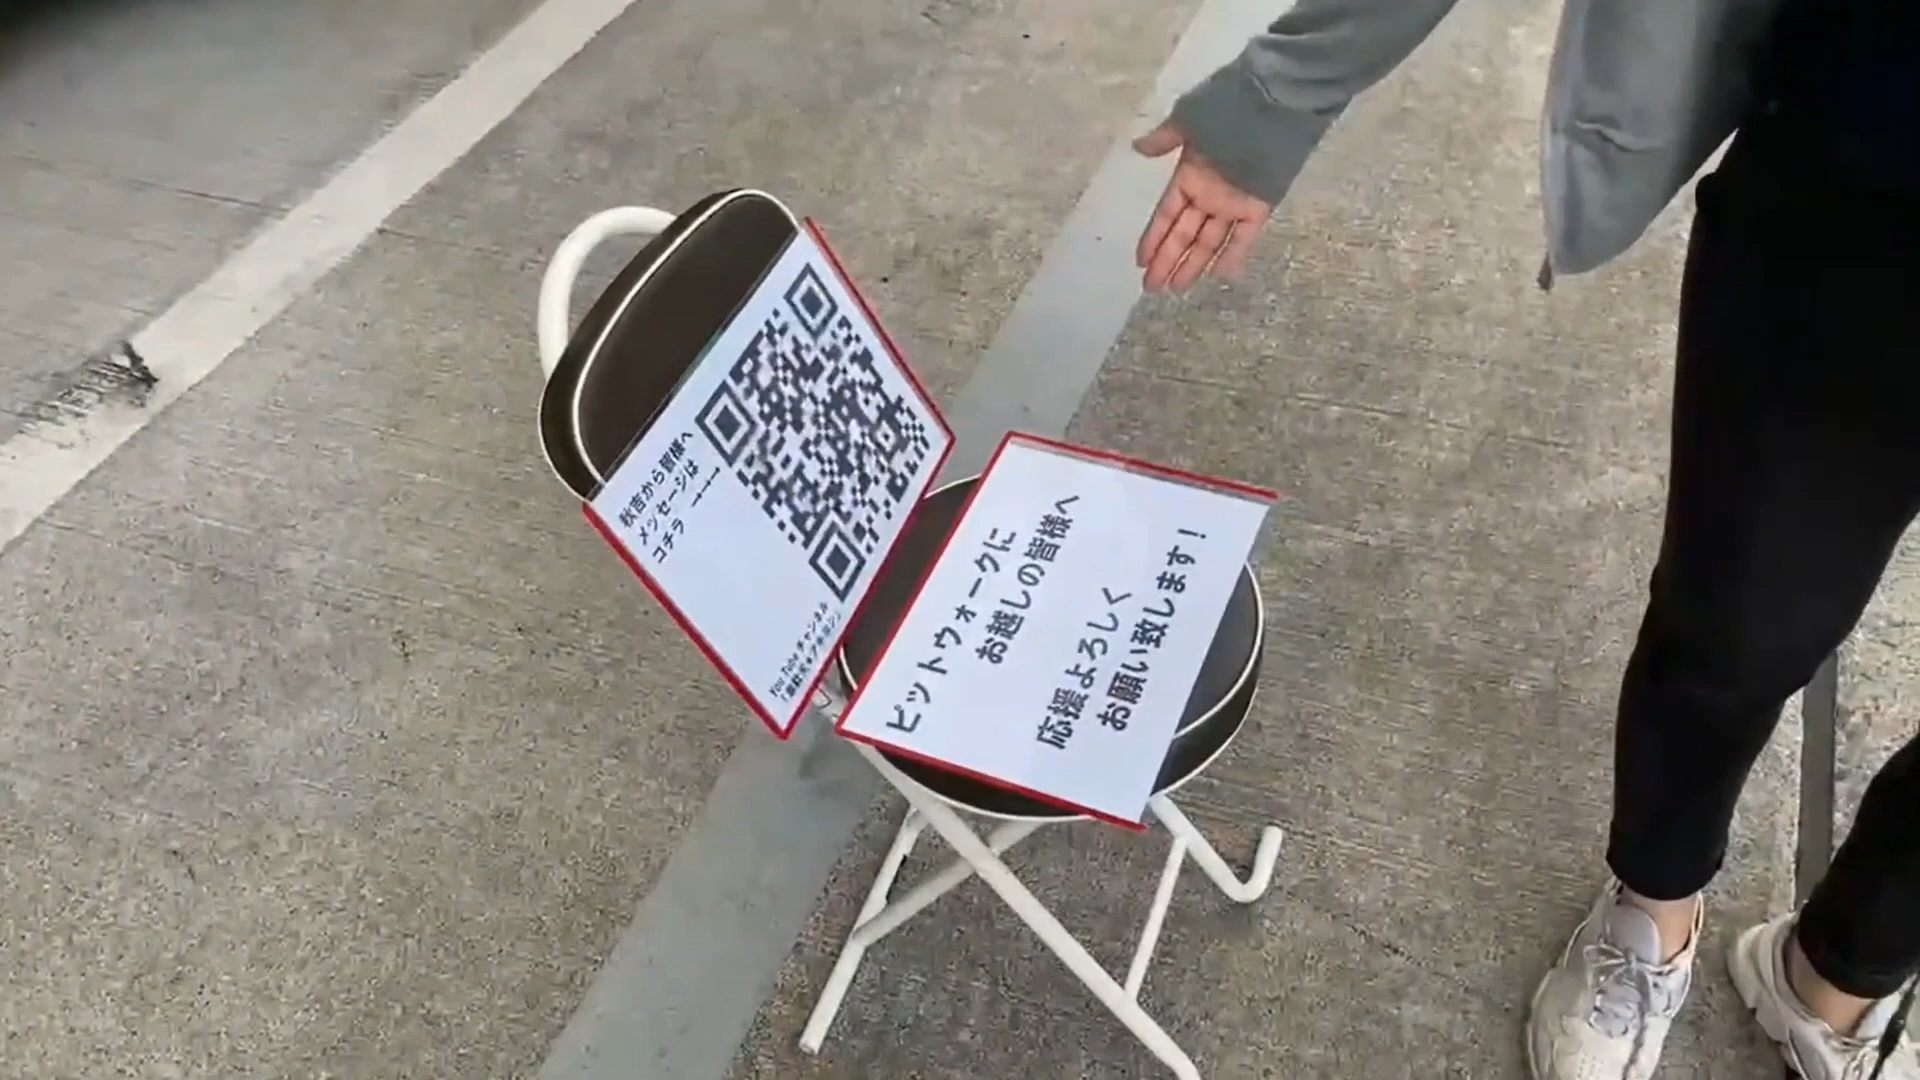 秋吉から皆様へ
メッセージは
コチラ →→→
You Tube チャンネル
ピットウォークに
お越しの皆様へ
応援よろしく
お願い致します！